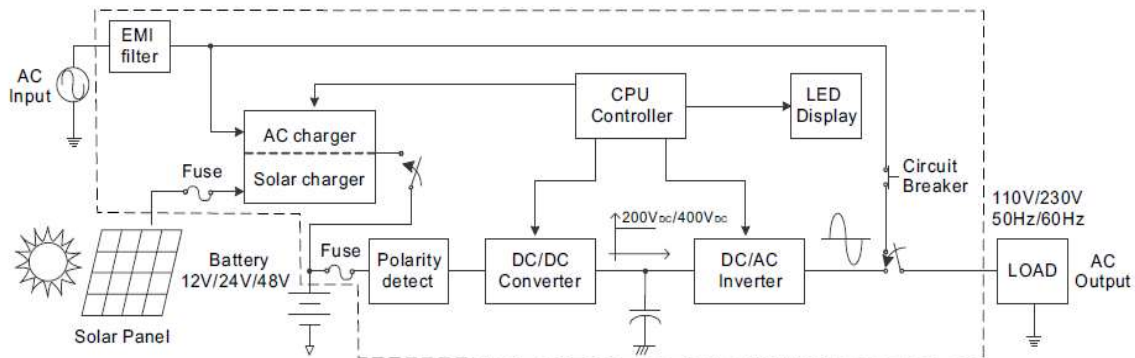 EMI
filter
AC
Input
CPU
Controller
LED
Display
AC charger
Solar charger
Fuse
Circuit
Breaker
110V/230V
50Hz/60Hz
200VDC/400VDC
Battery
12V/24V/48V
Fuse
Polarity
detect
DC/DC
Converter
DC/AC
Inverter
LOAD
AC
Output
Solar Panel